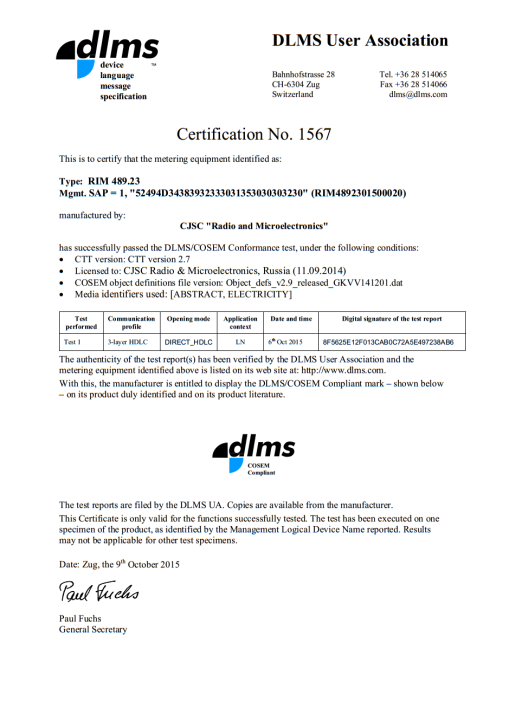 dlms
device
language
message
specification
TM
DLMS User Association
Bahnhofstrasse 28
CH-6304 Zug
Switzerland
Tel. +36 28 514065
Fax +36 28 514066
dlms@dlms.com
Certification No. 1567
This is to certify that the metering equipment identified as:
Type: RIM 489.23
Mgmt. SAP = 1, "52494D34383932333031353030303230" (RIM4892301500020)
manufactured by:
CJSC "Radio and Microelectronics"
has successfully passed the DLMS/COSEM Conformance test, under the following conditions:
• CTT version: CTT version 2.7
• Licensed to: CJSC Radio & Microelectronics, Russia (11.09.2014)
• COSEM object definitions file version: Object_defs_v2.9_released_GKVV141201.dat
• Media identifiers used: [ABSTRACT, ELECTRICITY]
Test performed | Communication profile | Opening mode | Application context | Date and time | Digital signature of the test report
Test 1 | 3-layer HDLC | DIRECT_HDLC | LN | 6th Oct 2015 | 8F5625E12F013CAB0C72A5E497238AB6
The authenticity of the test report(s) has been verified by the DLMS User Association and the
metering equipment identified above is listed on its web site at: http://www.dlms.com.
With this, the manufacturer is entitled to display the DLMS/COSEM Compliant mark – shown below
– on its product duly identified and on its product literature.
dlms
COSEM
Compliant
The test reports are filed by the DLMS UA. Copies are available from the manufacturer.
This Certificate is only valid for the functions successfully tested. The test has been executed on one
specimen of the product, as identified by the Management Logical Device Name reported. Results
may not be applicable for other test specimens.
Date: Zug, the 9th October 2015
Paul Fuchs
Paul Fuchs
General Secretary